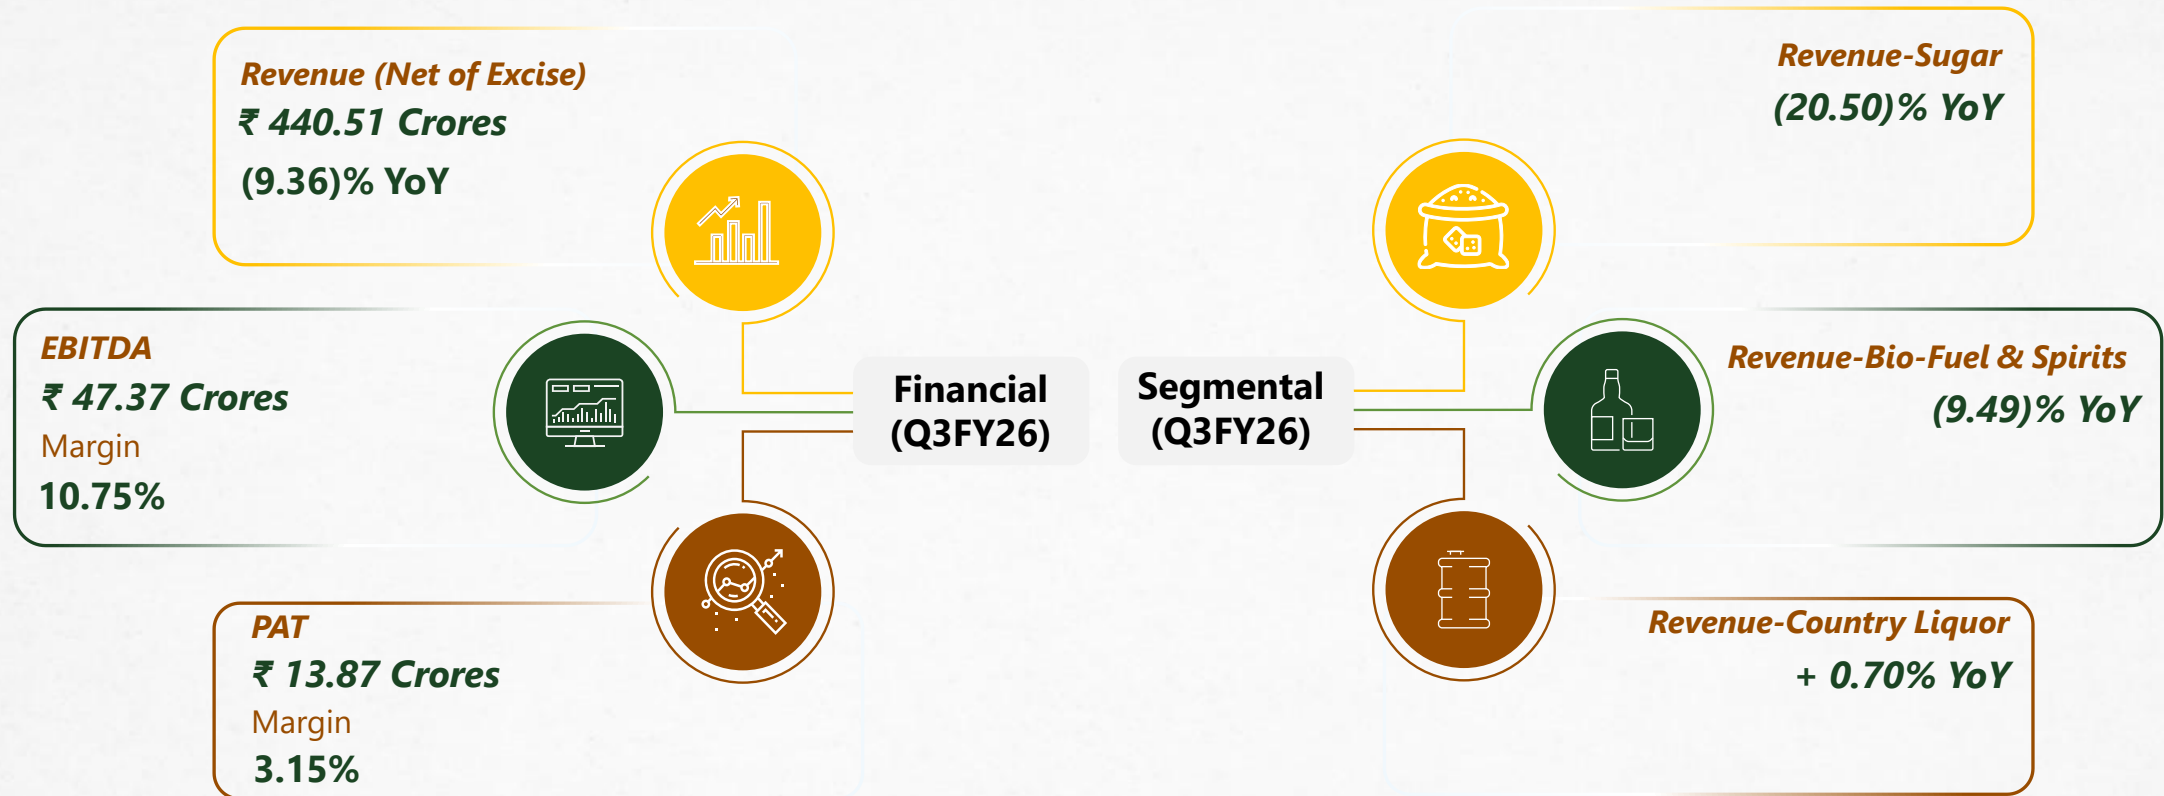 Revenue (Net of Excise)
₹ 440.51 Crores
(9.36)% YoY
EBITDA
₹ 47.37 Crores
Margin
10.75%
PAT
₹ 13.87 Crores
Margin
3.15%
Financial
(Q3FY26)
Segmental
(Q3FY26)
Revenue-Sugar
(20.50)% YoY
Revenue-Bio-Fuel & Spirits
(9.49)% YoY
Revenue-Country Liquor
+ 0.70% YoY